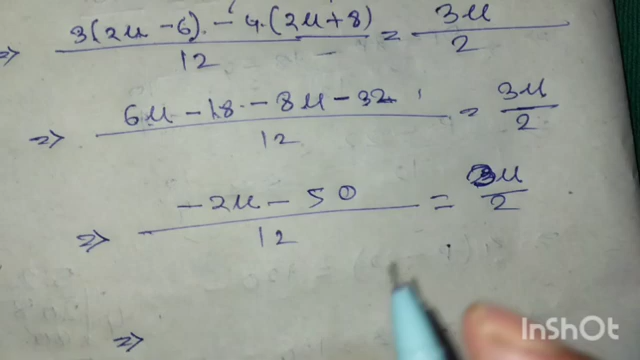 ⇒ 3(2x-6) - 4(2x+8) / 12 = 3x/2
⇒ 6x - 18 - 8x - 32 / 12 = 3x/2
⇒ -2x - 50 / 12 = 3x/2
⇒
InShOt